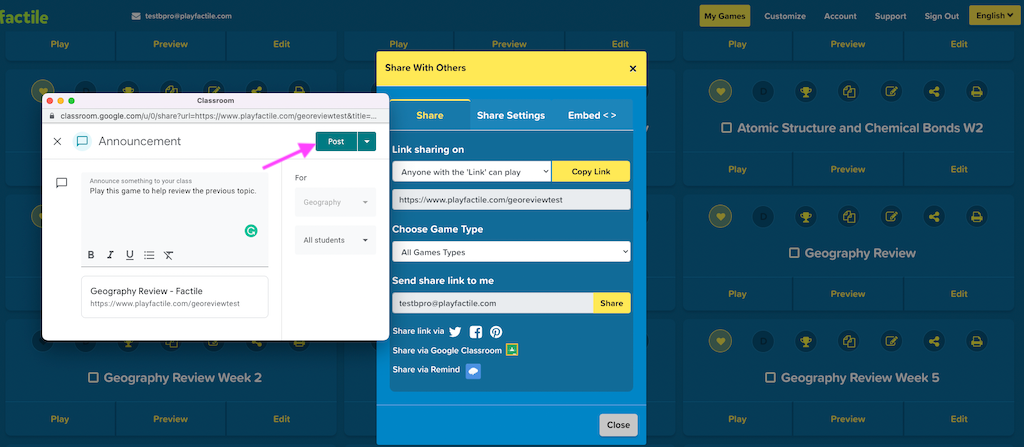 factile
testbpro@playfactile.com
My Games
Customize
Account
Support
Sign Out
English
Play
Preview
Edit
Play
Preview
Edit
Play
Preview
Edit
Classroom
classroom.google.com/u/0/share?url=https://www.playfactile.com/georeviewtest&title=...
Announcement
Post
Announce something to your class
Play this game to help review the previous topic.
B I U
Geography Review - Factile
https://www.playfactile.com/georeviewtest
For
Geography
All students
Share With Others
×
Share
Share Settings
Embed < >
Link sharing on
Anyone with the 'Link' can play
Copy Link
https://www.playfactile.com/georeviewtest
Choose Game Type
All Games Types
Send share link to me
testbpro@playfactile.com
Share
Share link via
Share via Google Classroom
Share via Remind
Close
D
Atomic Structure and Chemical Bonds W2
Play
Preview
Edit
D
Geography Review
Play
Preview
Edit
D
Geography Review Week 2
Play
Preview
Edit
Play
Preview
Edit
D
Geography Review Week 5
Play
Preview
Edit